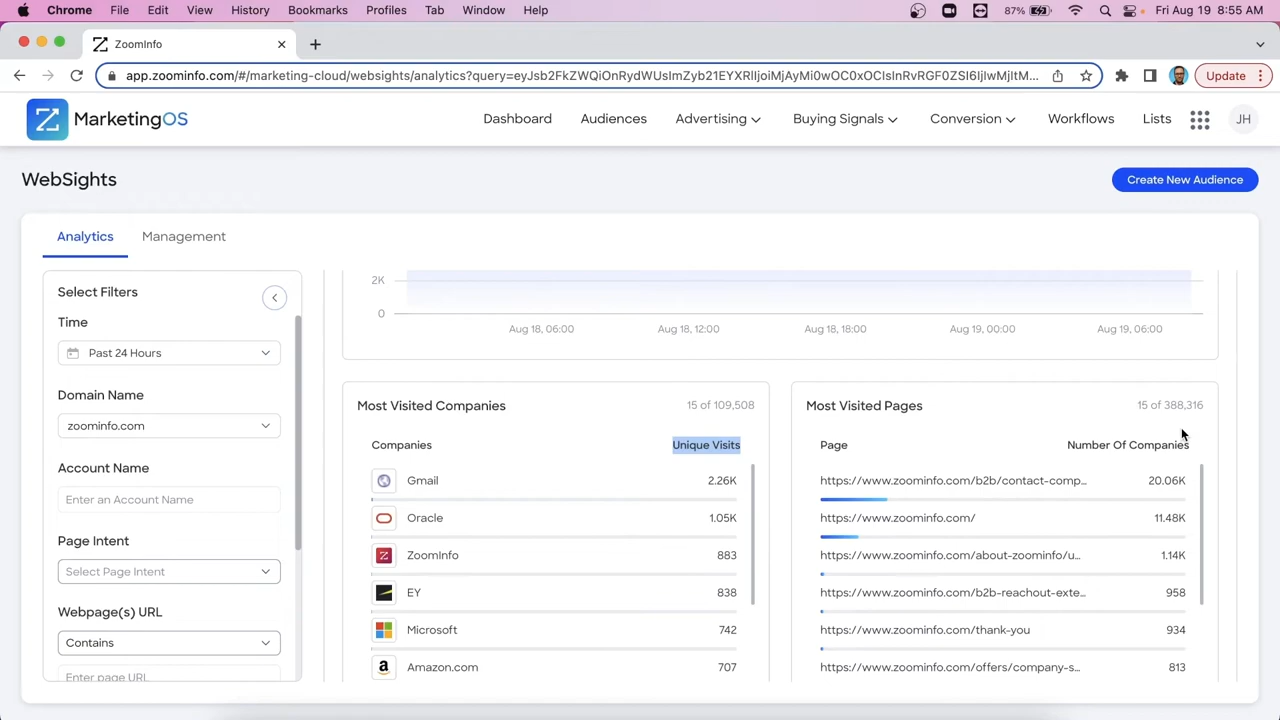 Chrome File Edit View History Bookmarks Profiles Tab Window Help 87% Fri Aug 19 8:55 AM
ZoomInfo
app.zoominfo.com/#/marketing-cloud/websights/analytics?query=
Update
MarketingOS Dashboard Audiences Advertising Buying Signals Conversion Workflows Lists JH
WebSights
Create New Audience
Analytics Management
Select Filters
Time
Past 24 Hours
Domain Name
zoominfo.com
Account Name
Enter an Account Name
Page Intent
Select Page Intent
Webpage(s) URL
Contains
Enter page URL
2K
0
Aug 18, 06:00 Aug 18, 12:00 Aug 18, 18:00 Aug 19, 00:00 Aug 19, 06:00
Most Visited Companies 15 of 109,508
Companies Unique Visits
Gmail 2.26K
Oracle 1.05K
ZoomInfo 883
EY 838
Microsoft 742
Amazon.com 707
Most Visited Pages 15 of 388,316
Page Number Of Companies
https://www.zoominfo.com/b2b/contact-comp... 20.06K
https://www.zoominfo.com/ 11.48K
https://www.zoominfo.com/about-zoominfo/u... 1.14K
https://www.zoominfo.com/b2b-reachout-exte... 958
https://www.zoominfo.com/thank-you 934
https://www.zoominfo.com/offers/company-s... 813